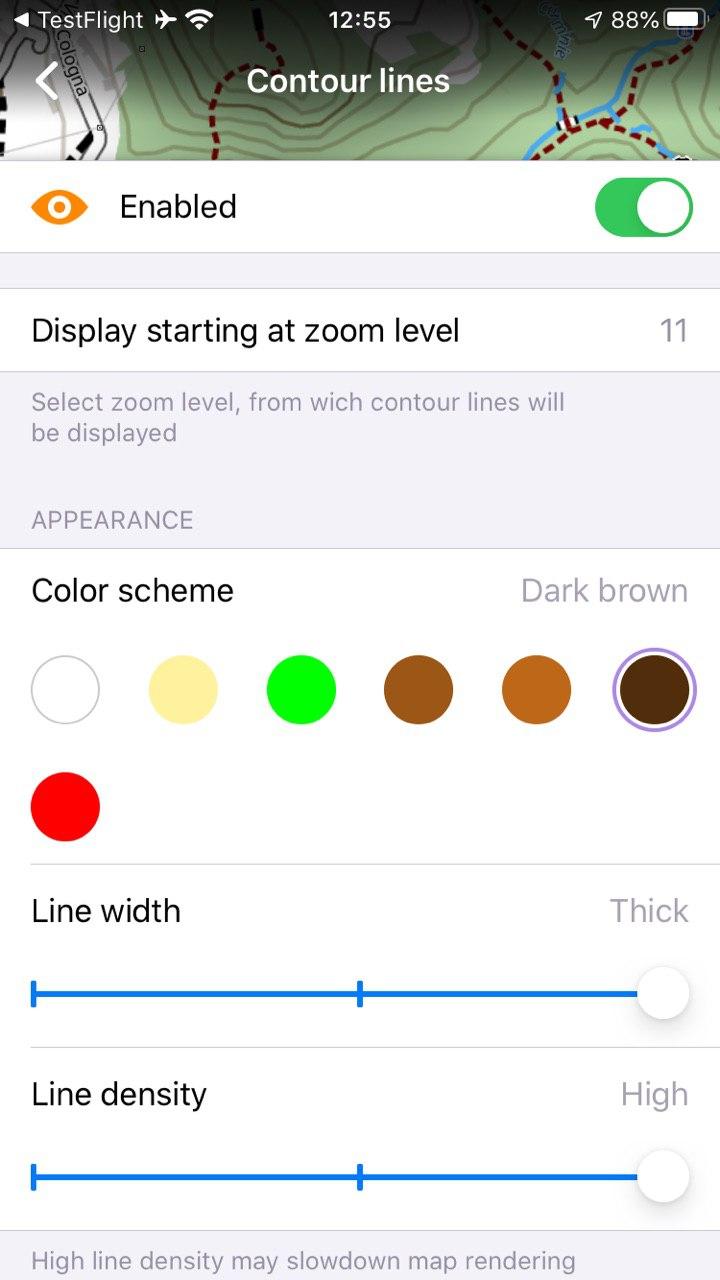 TestFlight 12:55 88%
Cologna
Contour lines
Enabled
Display starting at zoom level 11
Select zoom level, from wich contour lines will
be displayed
APPEARANCE
Color scheme Dark brown
Line width Thick
Line density High
High line density may slowdown map rendering